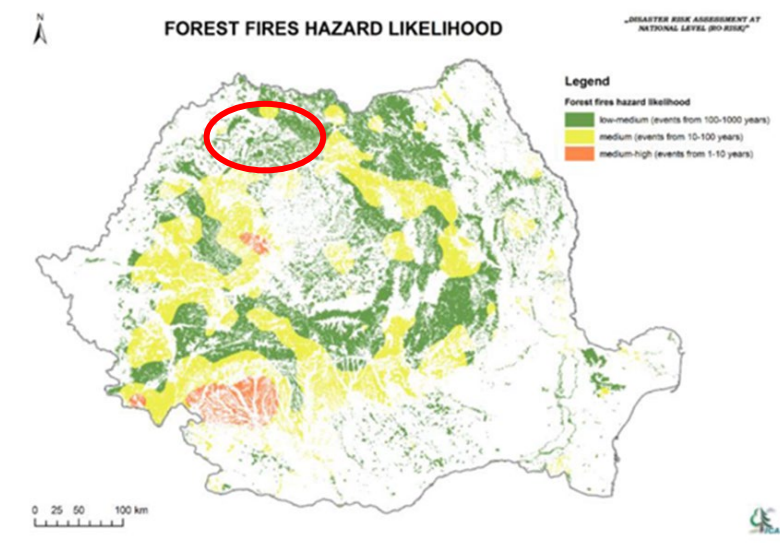 N
FOREST FIRES HAZARD LIKELIHOOD
„DISASTER RISK ASSESSMENT AT
NATIONAL LEVEL (RO-RISK)”
Legend
Forest fires hazard likelihood
low-medium (events from 100-1000 years)
medium (events from 10-100 years)
medium-high (events from 1-10 years)
0 25 50 100 km